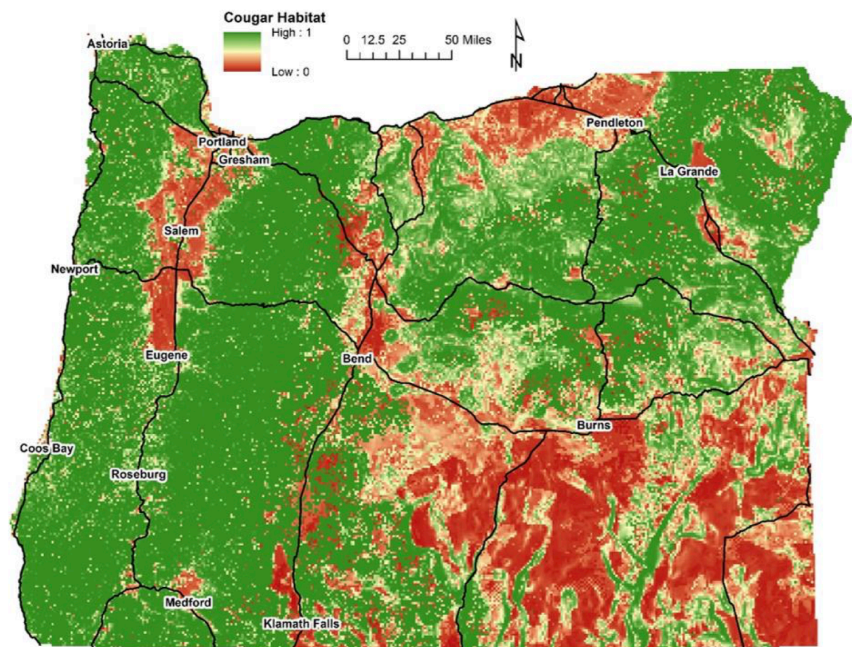 Cougar Habitat
High : 1
Low : 0
0 12.5 25 50 Miles
N
Astoria
Portland
Gresham
Pendleton
La Grande
Salem
Newport
Eugene
Bend
Burns
Coos Bay
Roseburg
Medford
Klamath Falls